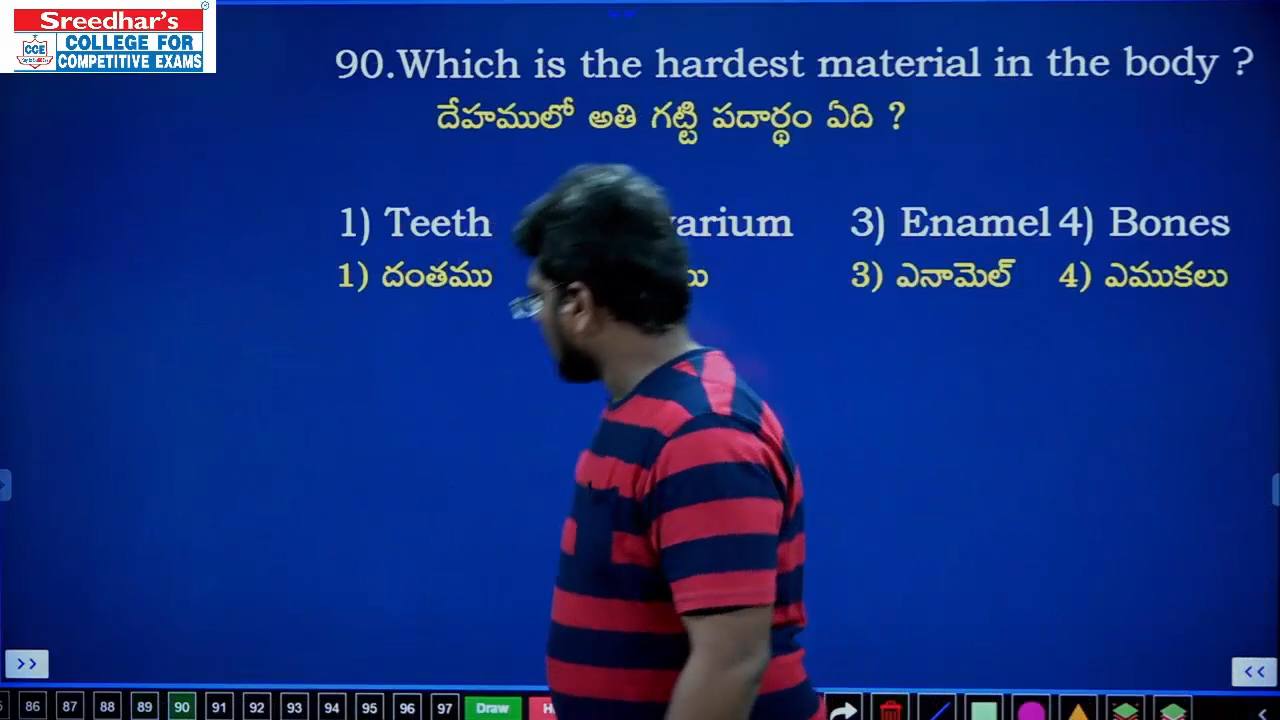 Sreedhar's
CCE
COLLEGE FOR
COMPETITIVE EXAMS
90.Which is the hardest material in the body ?
దేహములో అతి గట్టి పదార్థం ఏది ?
1) Teeth varium 3) Enamel 4) Bones
1) దంతము 3) ఎనామెల్ 4) ఎముకలు
>> <<
86 87 88 89 90 91 92 93 94 95 96 97 Draw